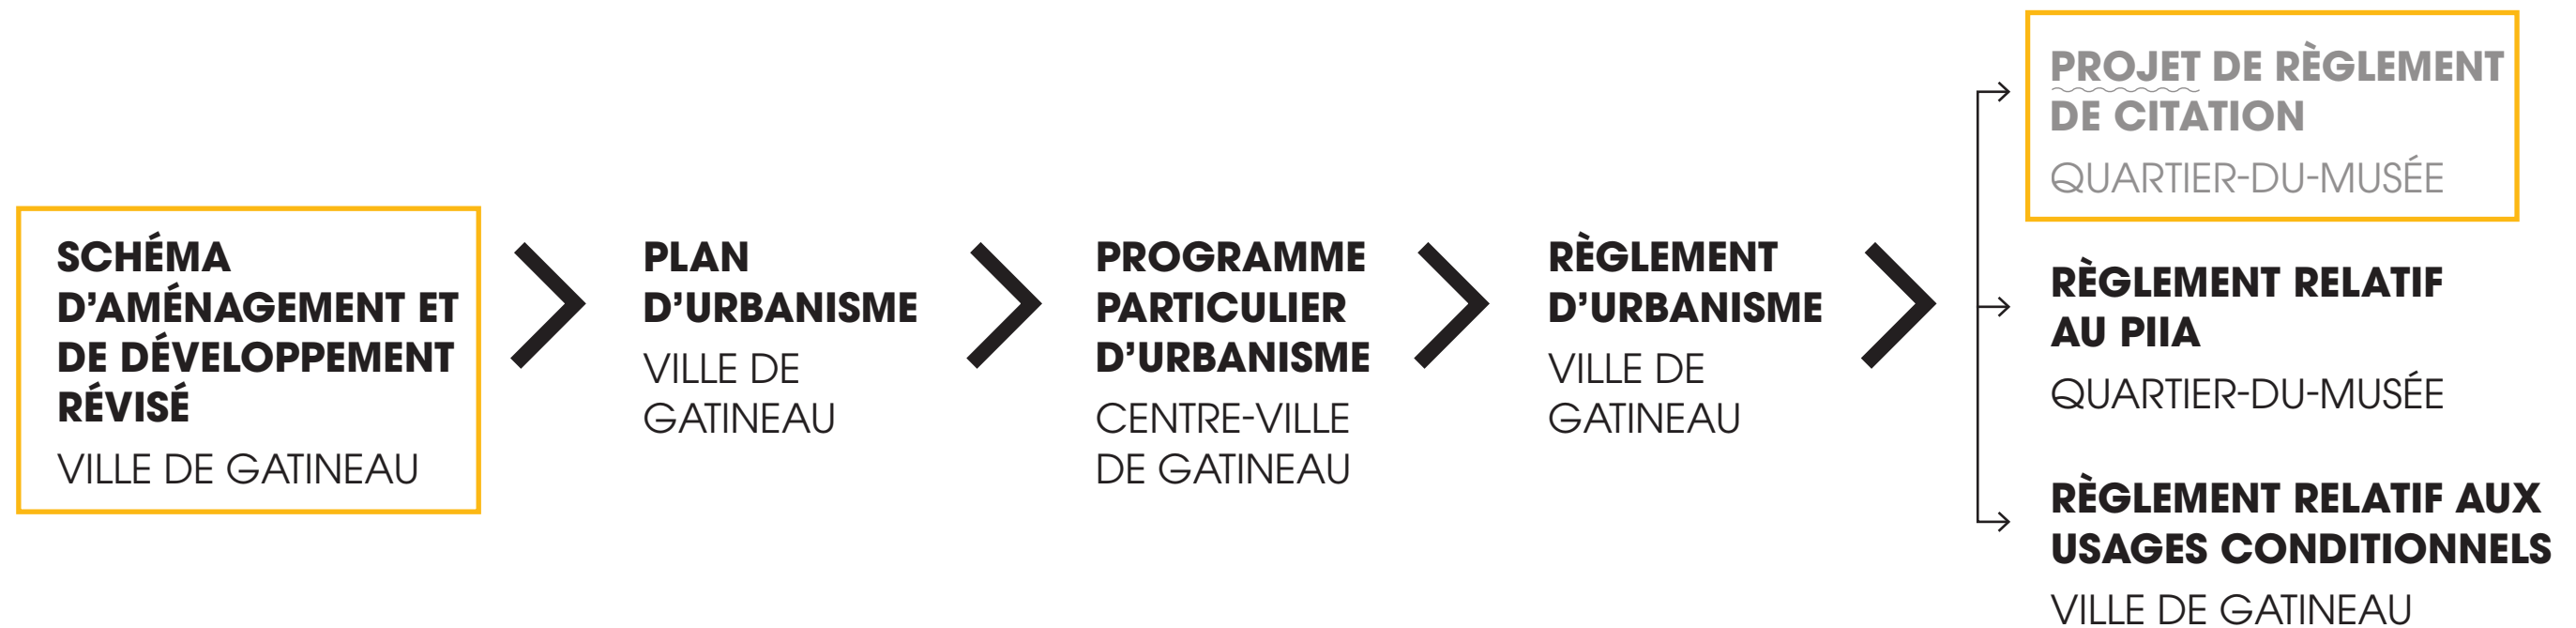 SCHÉMA
D'AMÉNAGEMENT ET
DE DÉVELOPPEMENT
RÉVISÉ
VILLE DE GATINEAU
PLAN
D'URBANISME
VILLE DE
GATINEAU
PROGRAMME
PARTICULIER
D'URBANISME
CENTRE-VILLE
DE GATINEAU
RÈGLEMENT
D'URBANISME
VILLE DE
GATINEAU
PROJET DE RÈGLEMENT
DE CITATION
QUARTIER-DU-MUSÉE
RÈGLEMENT RELATIF
AU PIIA
QUARTIER-DU-MUSÉE
RÈGLEMENT RELATIF AUX
USAGES CONDITIONNELS
VILLE DE GATINEAU